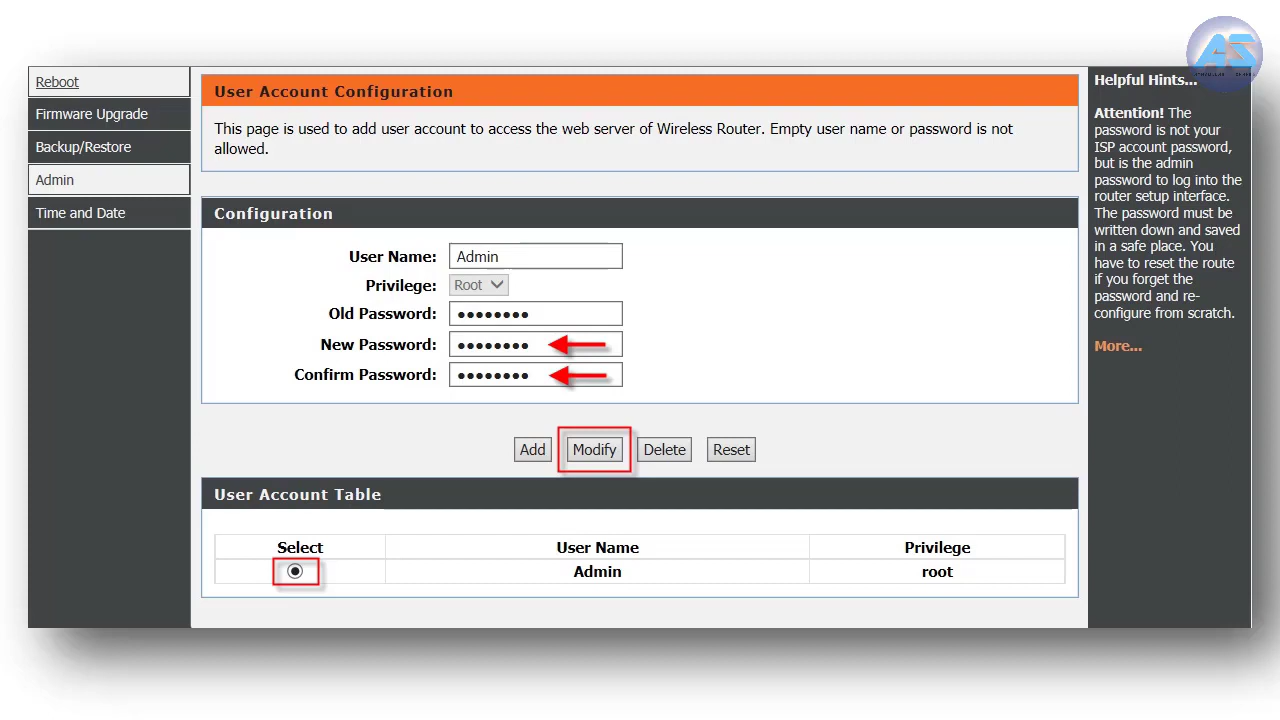 AS
Reboot
Firmware Upgrade
Backup/Restore
Admin
Time and Date
User Account Configuration
This page is used to add user account to access the web server of Wireless Router. Empty user name or password is not
allowed.
Configuration
User Name: Admin
Privilege: Root
Old Password: ●●●●●●●●
New Password: ●●●●●●●●
Confirm Password: ●●●●●●●●
Add Modify Delete Reset
User Account Table
Select User Name Privilege
Admin root
Helpful Hints...
Attention! The
password is not your
ISP account password,
but is the admin
password to log into the
router setup interface.
The password must be
written down and saved
in a safe place. You
have to reset the route
if you forget the
password and re-
configure from scratch.
More...